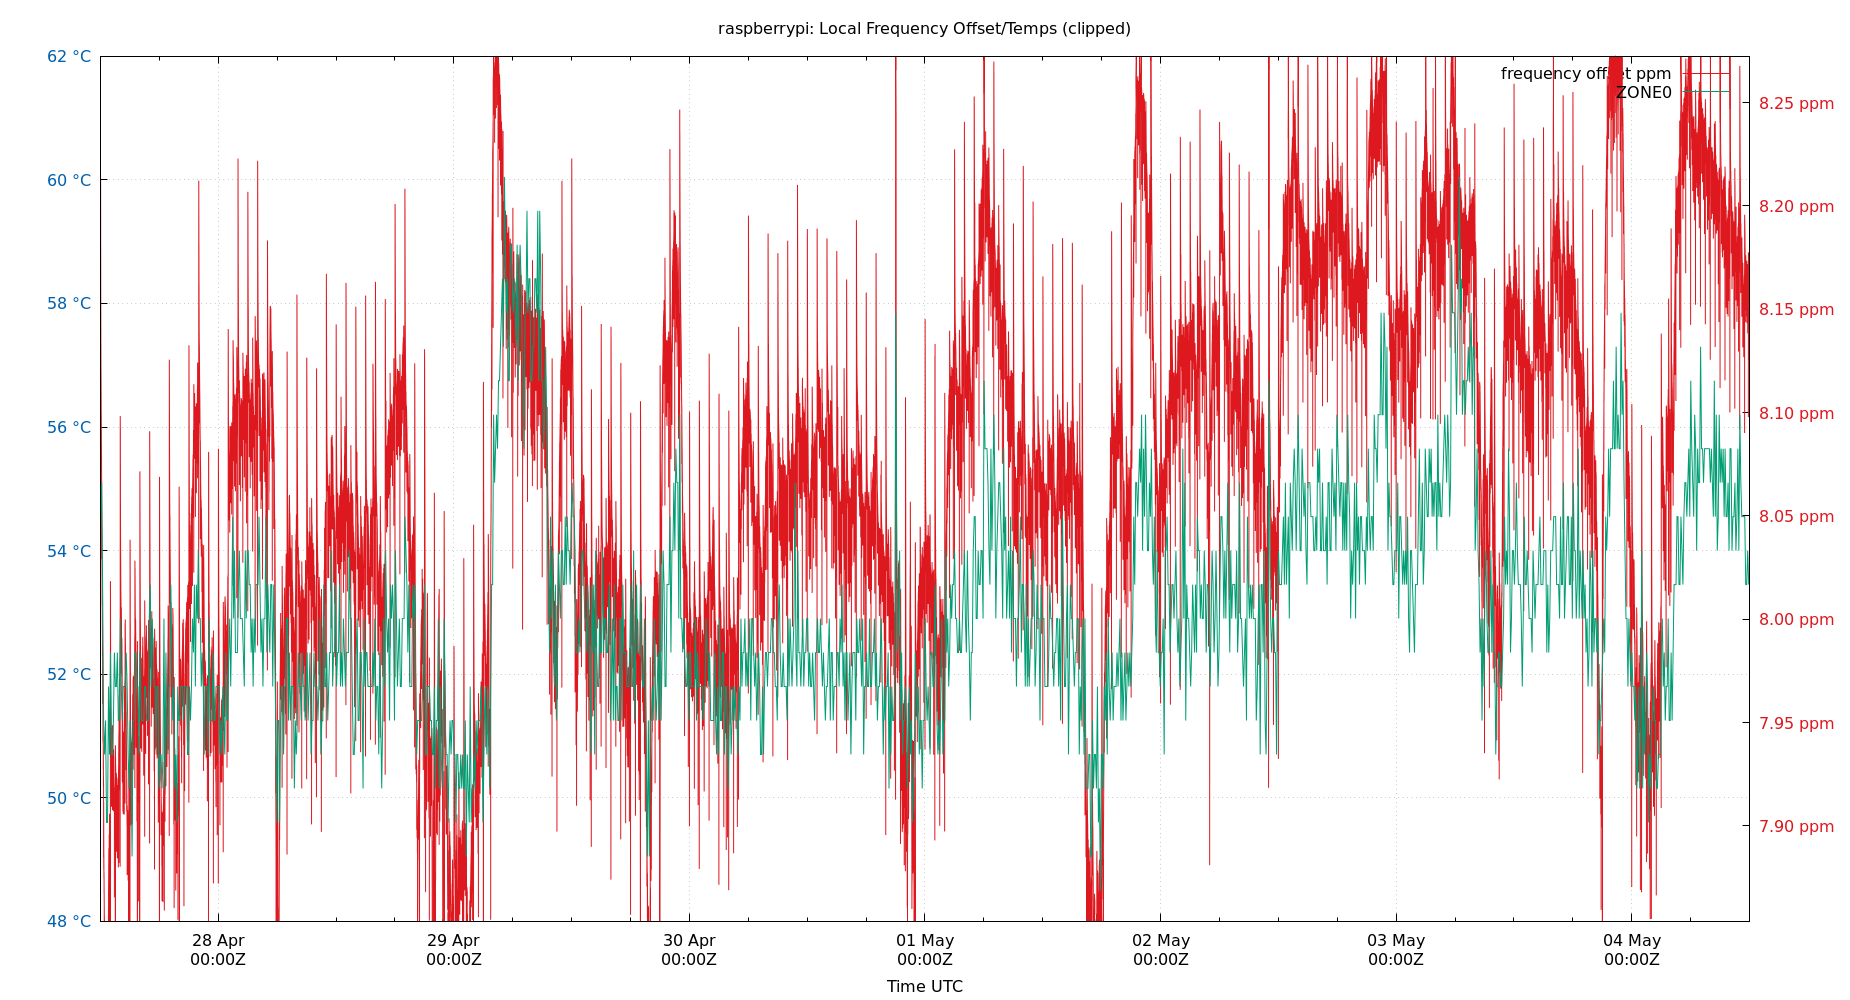 raspberrypi: Local Frequency Offset/Temps (clipped)
62 °C
60 °C
58 °C
56 °C
54 °C
52 °C
50 °C
48 °C
frequency offset ppm
ZONE0
8.25 ppm
8.20 ppm
8.15 ppm
8.10 ppm
8.05 ppm
8.00 ppm
7.95 ppm
7.90 ppm
28 Apr
00:00Z
29 Apr
00:00Z
30 Apr
00:00Z
01 May
00:00Z
02 May
00:00Z
03 May
00:00Z
04 May
00:00Z
Time UTC